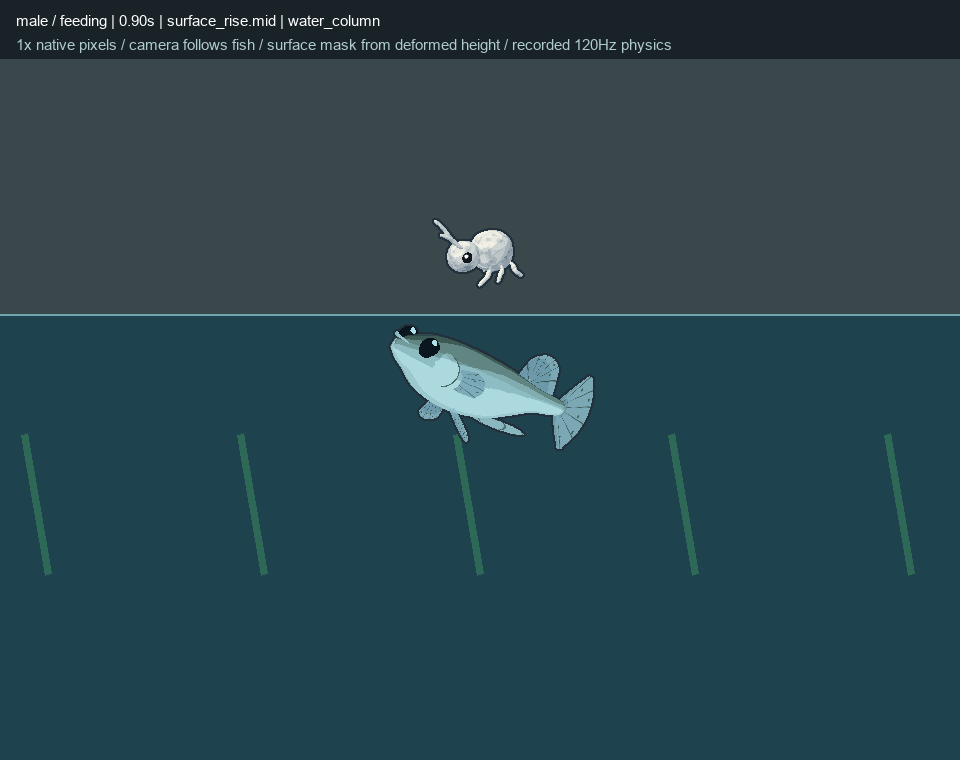 male / feeding | 0.90s | surface_rise.mid | water_column
1x native pixels / camera follows fish / surface mask from deformed height / recorded 120Hz physics